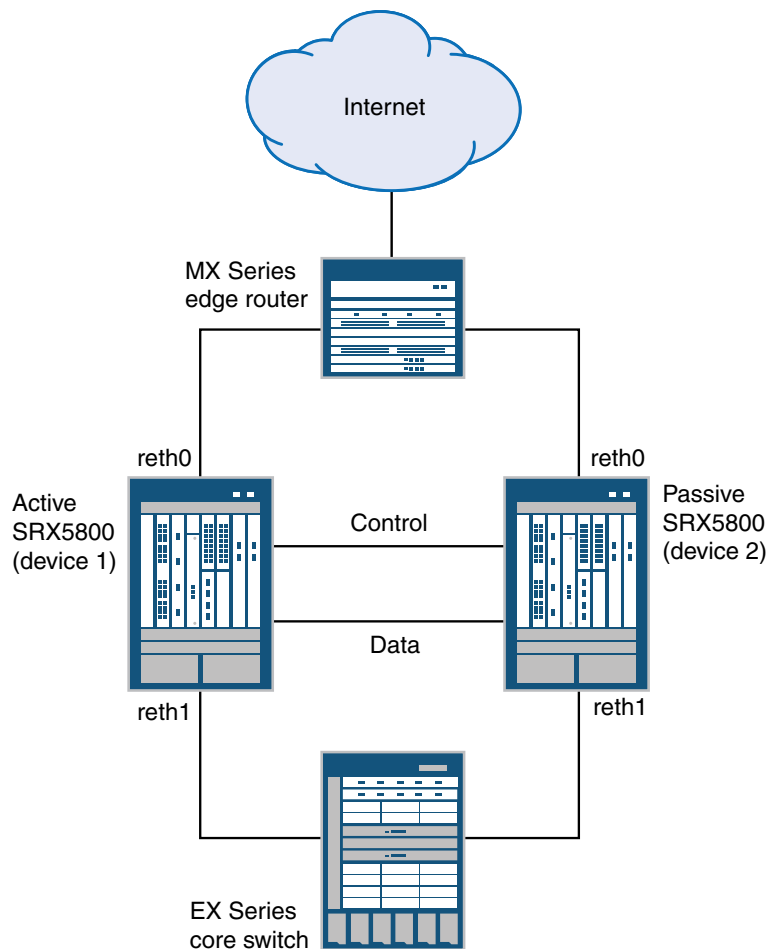 Internet
MX Series
edge router
reth0
reth0
Active
SRX5800
(device 1)
Control
Passive
SRX5800
(device 2)
Data
reth1
reth1
EX Series
core switch